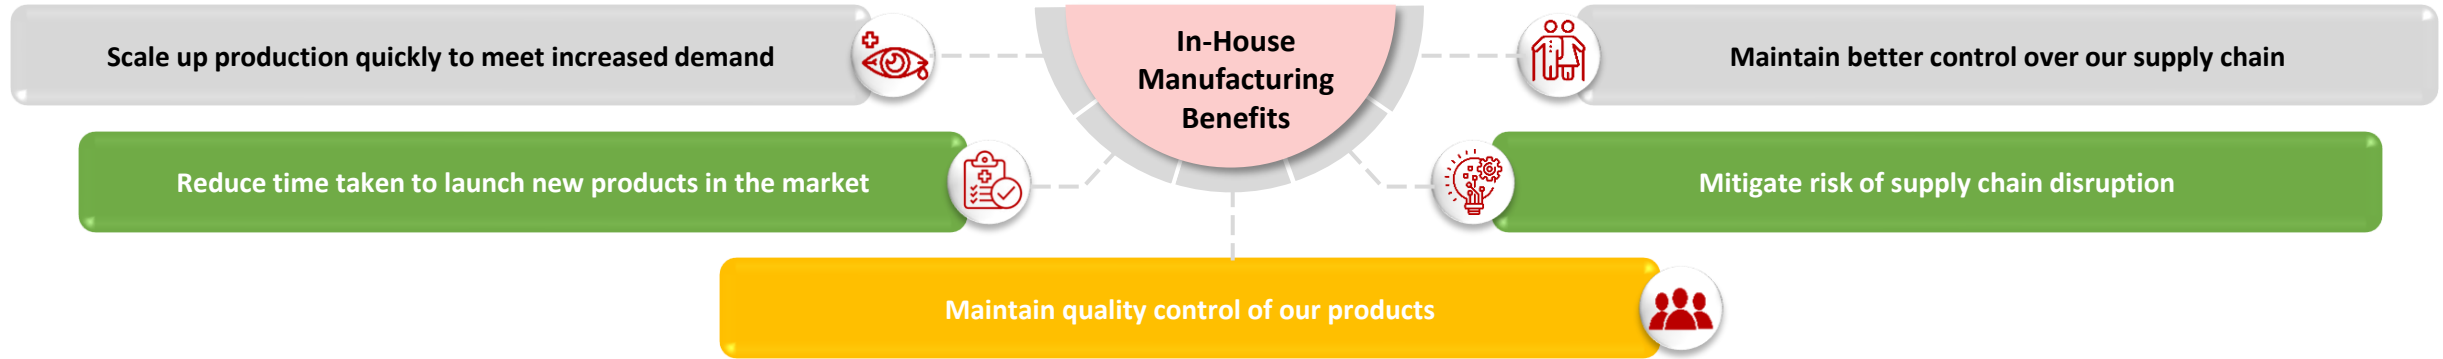 Scale up production quickly to meet increased demand
In-House
Manufacturing
Benefits
Maintain better control over our supply chain
Reduce time taken to launch new products in the market
Mitigate risk of supply chain disruption
Maintain quality control of our products